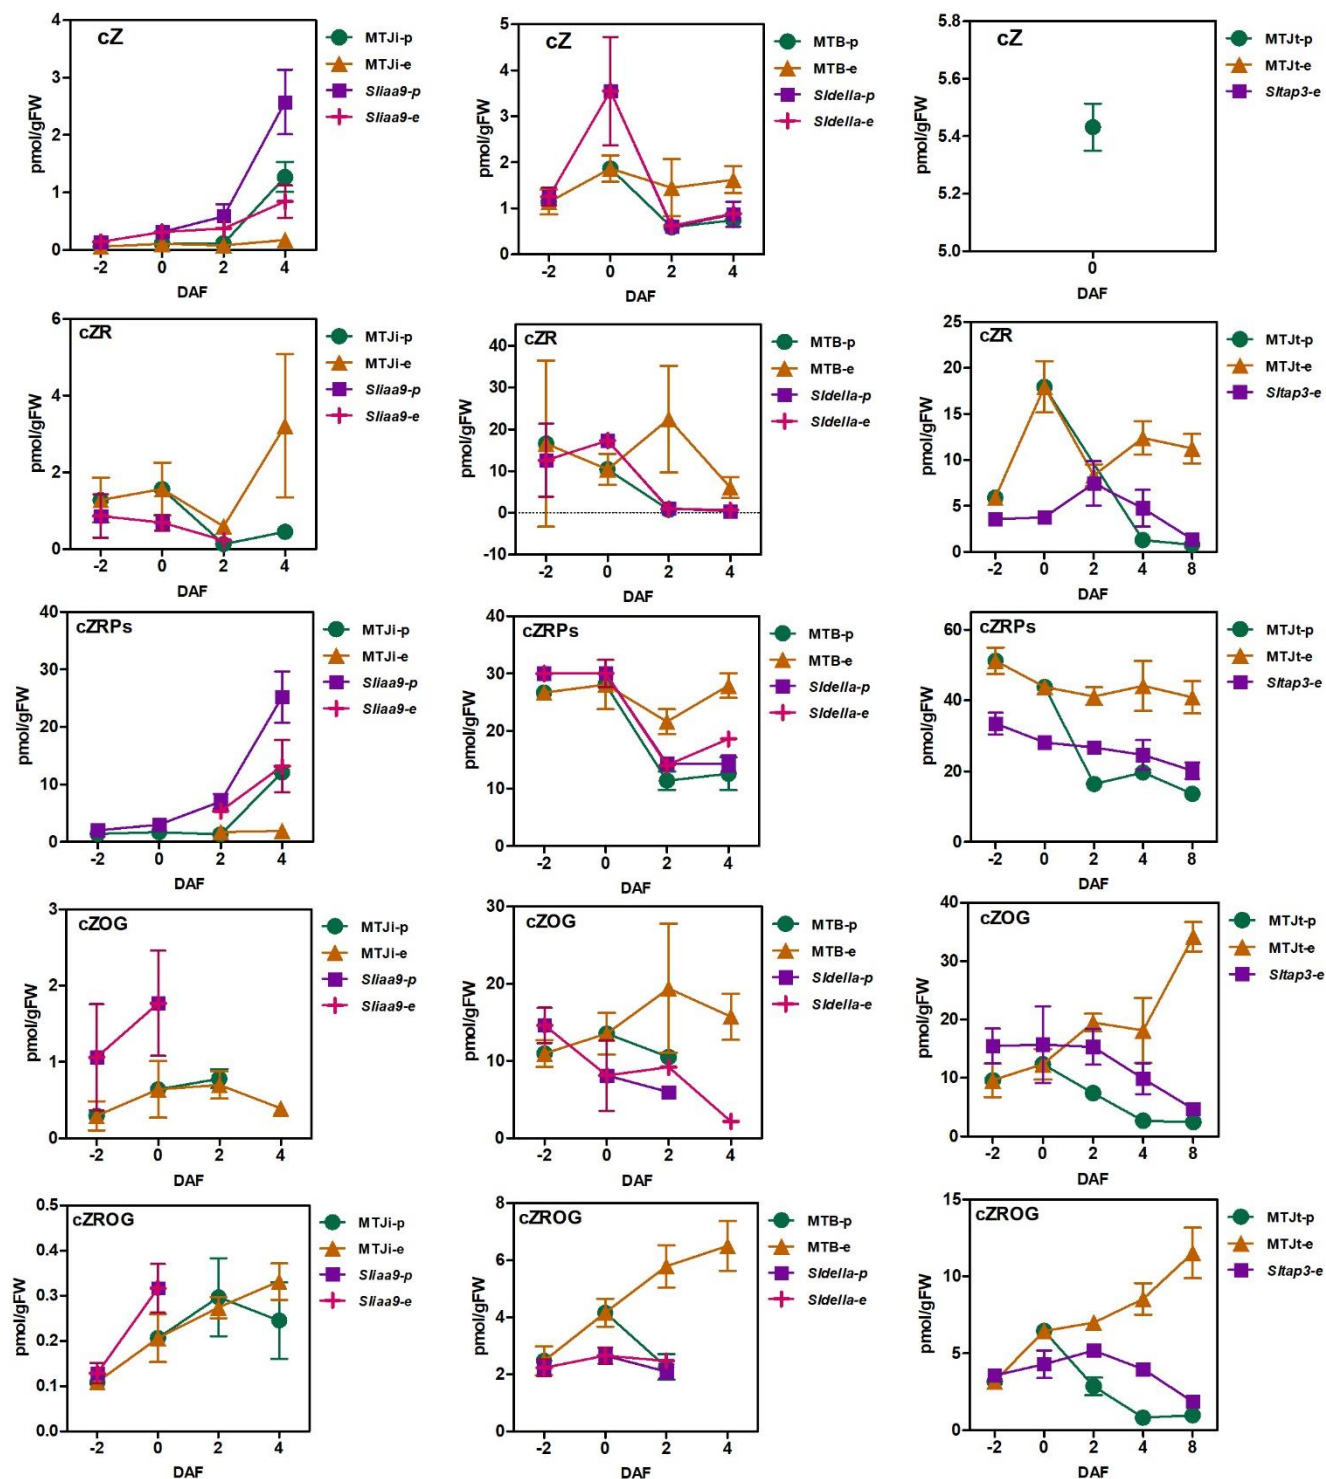 cZ
pmol/gFW
4
3
2
1
0
-2 0 2 4
DAF
MTJi-p
MTJi-e
Sliaa9-p
Sliaa9-e
cZ
pmol/gFW
5
4
3
2
1
0
-2 0 2 4
DAF
MTB-p
MTB-e
Sldella-p
Sldella-e
cZ
pmol/gFW
5.8
5.6
5.4
5.2
5.0
0
DAF
MTJt-p
MTJt-e
Sltap3-e
cZR
pmol/gFW
6
4
2
0
-2 0 2 4
DAF
MTJi-p
MTJi-e
Sliaa9-p
Sliaa9-e
cZR
pmol/gFW
40
30
20
10
0
-10
-2 0 2 4
DAF
MTB-p
MTB-e
Sldella-p
Sldella-e
cZR
pmol/gFW
25
20
15
10
5
0
-2 0 2 4 8
DAF
MTJt-p
MTJt-e
Sltap3-e
cZRPs
pmol/gFW
40
30
20
10
0
-2 0 2 4
DAF
MTJi-p
MTJi-e
Sliaa9-p
Sliaa9-e
cZRPs
pmol/gFW
40
30
20
10
0
-2 0 2 4
DAF
MTB-p
MTB-e
Sldella-p
Sldella-e
cZRPs
pmol/gFW
60
40
20
0
-2 0 2 4 8
DAF
MTJt-p
MTJt-e
Sltap3-e
cZOG
pmol/gFW
3
2
1
0
-2 0 2 4
DAF
MTJi-p
MTJi-e
Sliaa9-p
Sliaa9-e
cZOG
pmol/gFW
30
20
10
0
-2 0 2 4
DAF
MTB-p
MTB-e
Sldella-p
Sldella-e
cZOG
pmol/gFW
40
30
20
10
0
-2 0 2 4 8
DAF
MTJt-p
MTJt-e
Sltap3-e
cZROG
pmol/gFW
0.5
0.4
0.3
0.2
0.1
0.0
-2 0 2 4
DAF
MTJi-p
MTJi-e
Sliaa9-p
Sliaa9-e
cZROG
pmol/gFW
8
6
4
2
0
-2 0 2 4
DAF
MTB-p
MTB-e
Sldella-p
Sldella-e
cZROG
pmol/gFW
15
10
5
0
-2 0 2 4 8
DAF
MTJt-p
MTJt-e
Sltap3-e